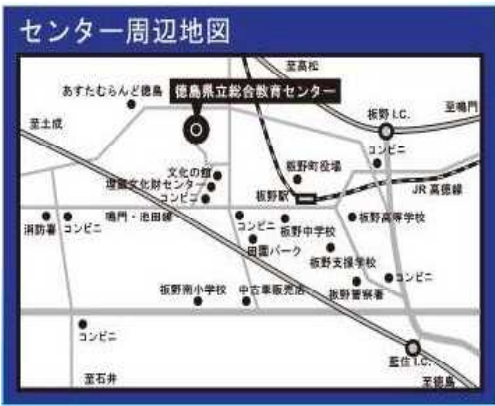 センター周辺地図
至高松
あすたむらんど徳島
徳島県立総合教育センター
至鳴門
板野 I.C.
至土成
コンビニ
文化の館
板野町役場
埋蔵文化財センター
JR 高徳線
コンビニ
板野駅
消防署
コンビニ
鳴門・池田線
コンビニ
板野中学校
板野高等学校
田園パーク
板野支援学校
コンビニ
板野南小学校
中古車販売店
板野警察署
コンビニ
藍住 I.C.
至石井
至徳島